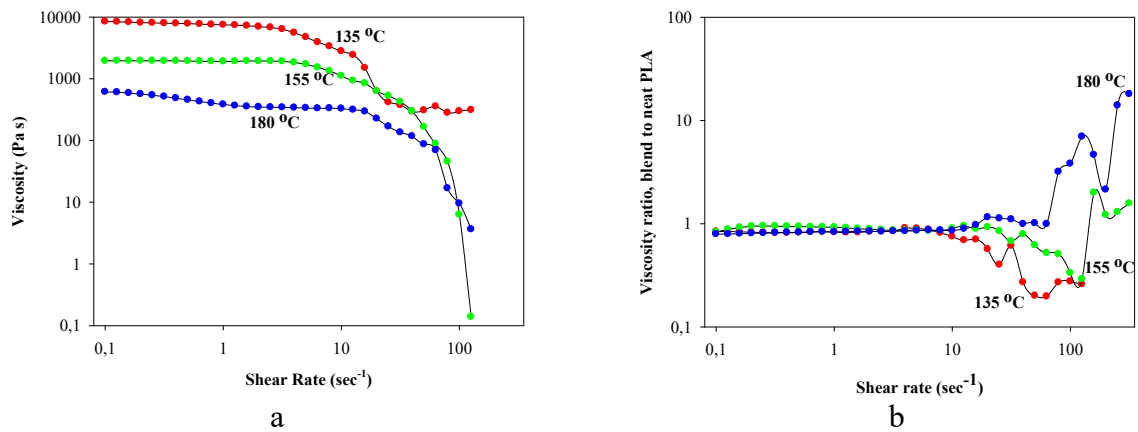 10000
1000
100
10
1
0,1
Viscosity (Pa s)
135 ⁰C
155 ⁰C
180 ⁰C
0,1
1
10
100
Shear Rate (sec⁻¹)
a
100
10
1
0,1
Viscosity ratio, blend to neat PLA
180 ⁰C
155 ⁰C
135 ⁰C
0,1
1
10
100
Shear rate (sec⁻¹)
b